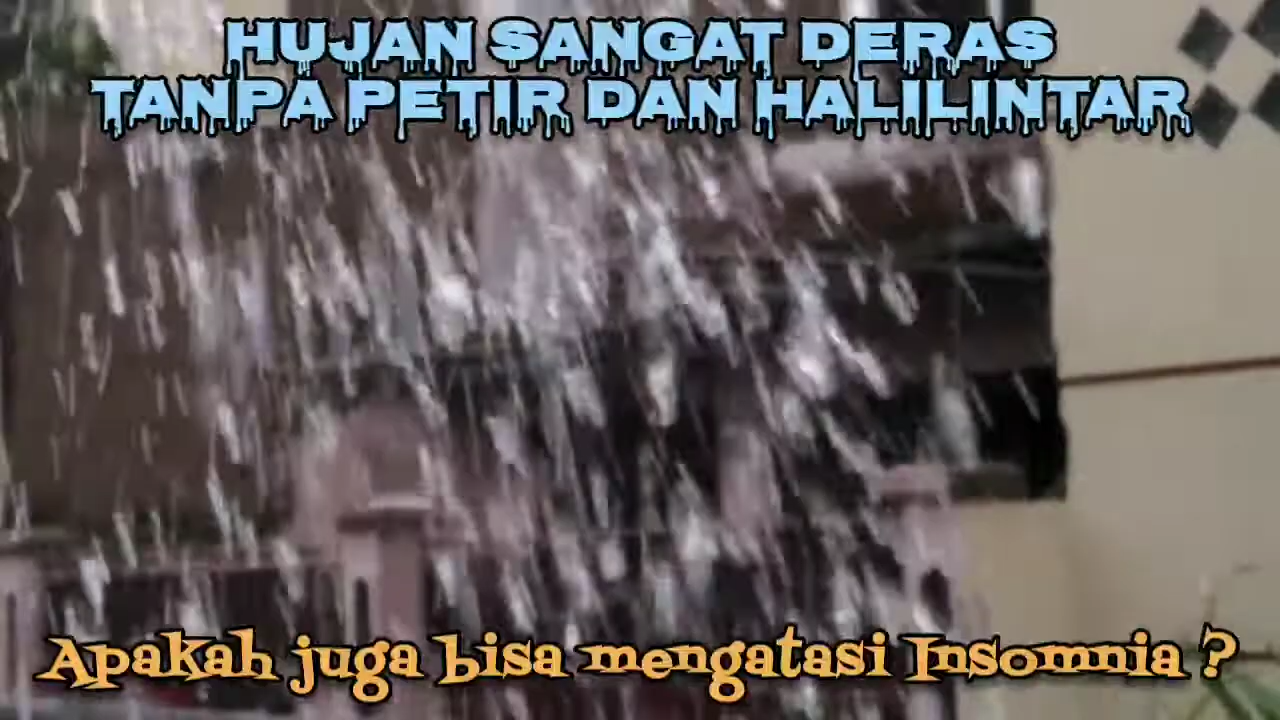 HUJAN SANGAT DERAS
TANPA PETIR DAN HALILINTAR
Apakah juga bisa mengatasi Insomnia ?